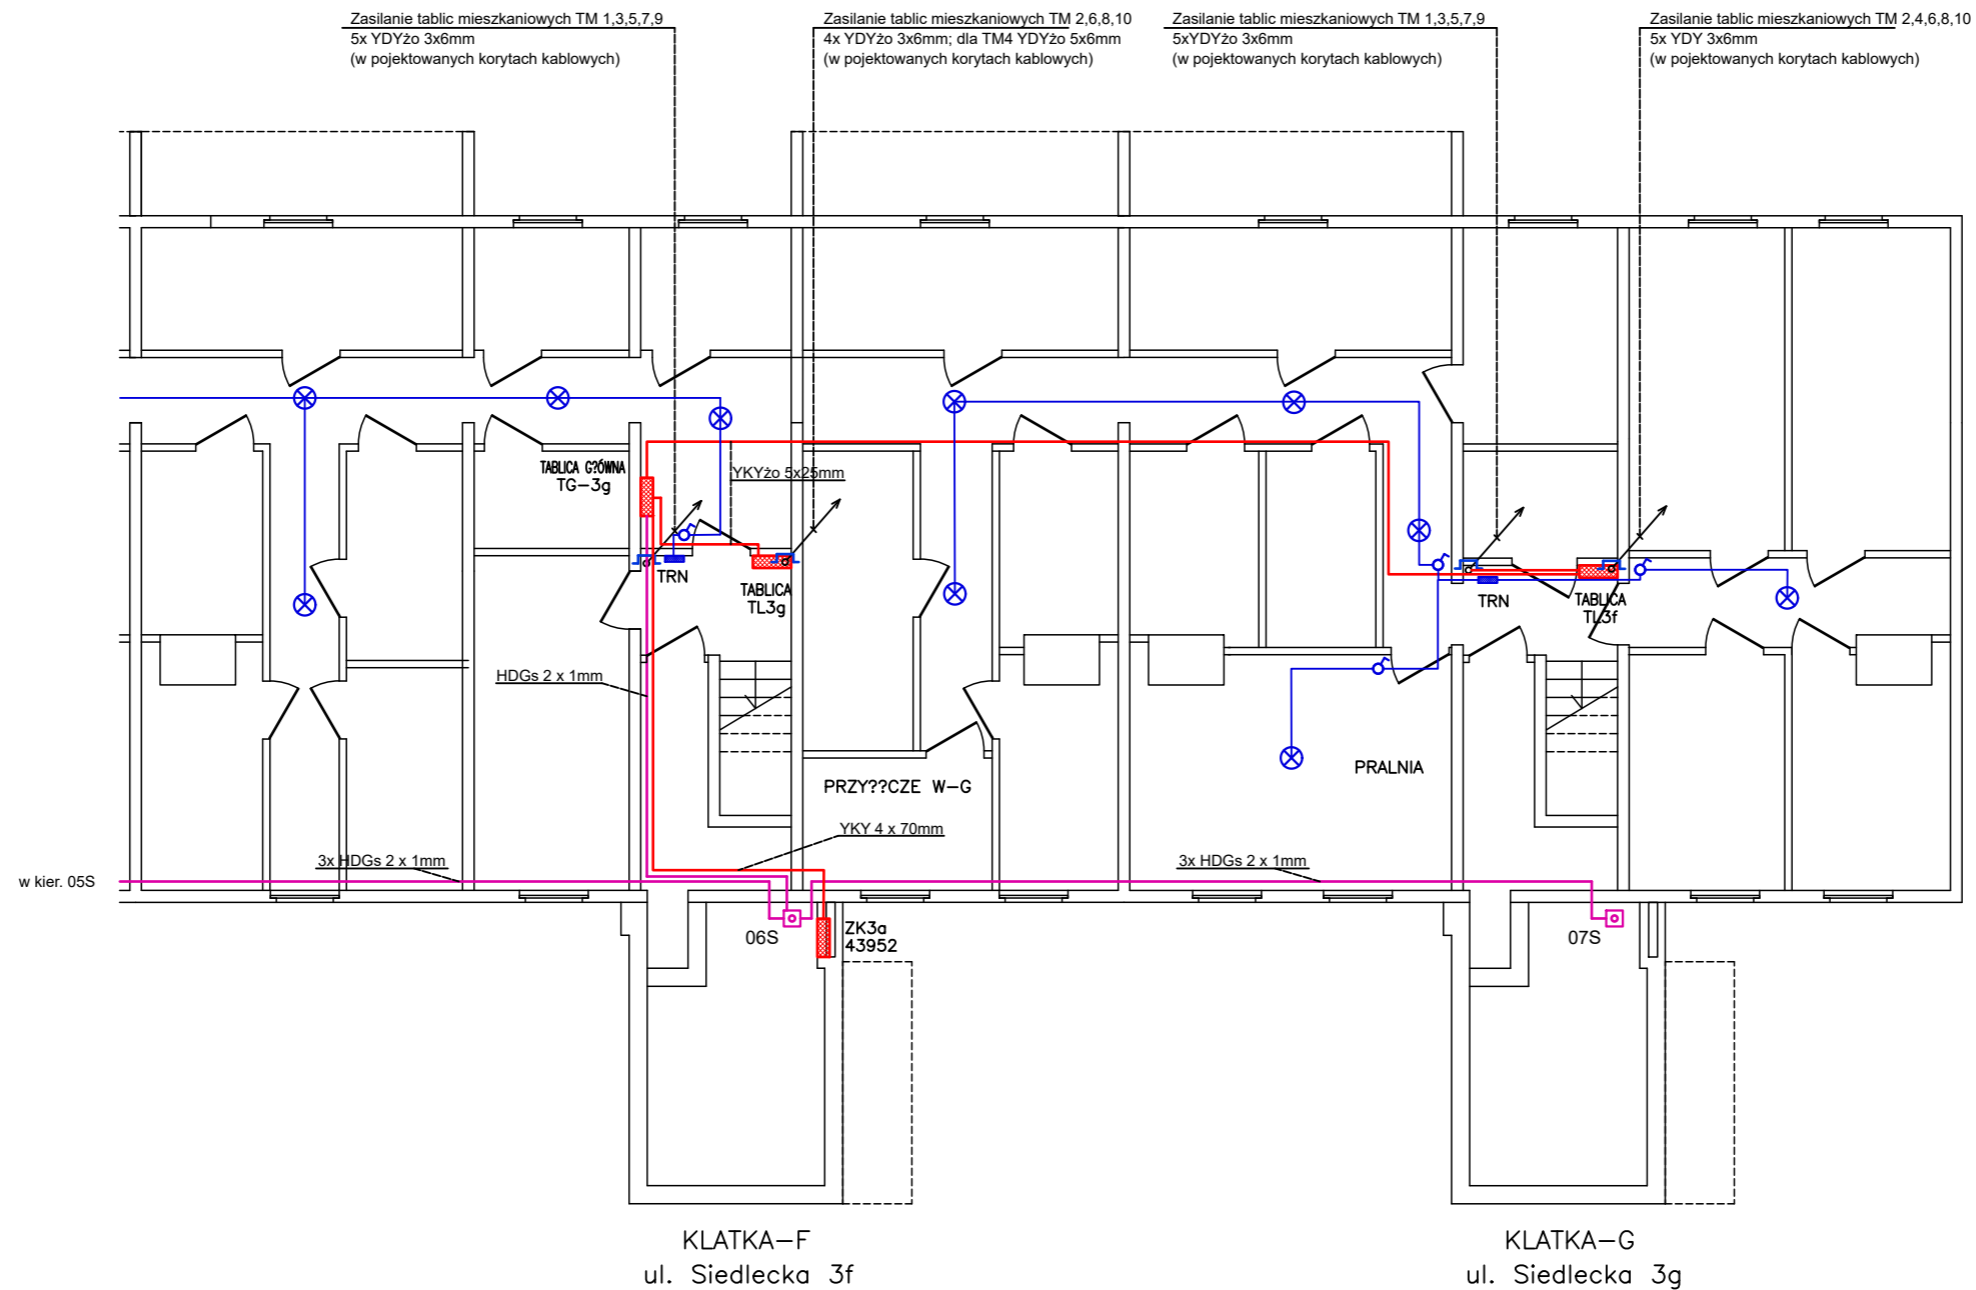 Zasilanie tablic mieszkaniowych TM 1,3,5,7,9
5x YDYżo 3x6mm
(w pojektowanych korytach kablowych)
Zasilanie tablic mieszkaniowych TM 2,6,8,10
4x YDYżo 3x6mm; dla TM4 YDYżo 5x6mm
(w pojektowanych korytach kablowych)
Zasilanie tablic mieszkaniowych TM 1,3,5,7,9
5xYDYżo 3x6mm
(w pojektowanych korytach kablowych)
Zasilanie tablic mieszkaniowych TM 2,4,6,8,10
5x YDY 3x6mm
(w pojektowanych korytach kablowych)
TABLICA G?ÓWNA
TG-3g
YKYżo 5x25mm
TRN
TABLICA
TL3g
TRN
TABLICA
TL3f
HDGs 2 x 1mm
PRZY??CZE W-G
PRALNIA
YKY 4 x 70mm
3x HDGs 2 x 1mm
3x HDGs 2 x 1mm
w kier. 05S
06S
ZK3a
43952
07S
KLATKA-F
ul. Siedlecka 3f
KLATKA-G
ul. Siedlecka 3g